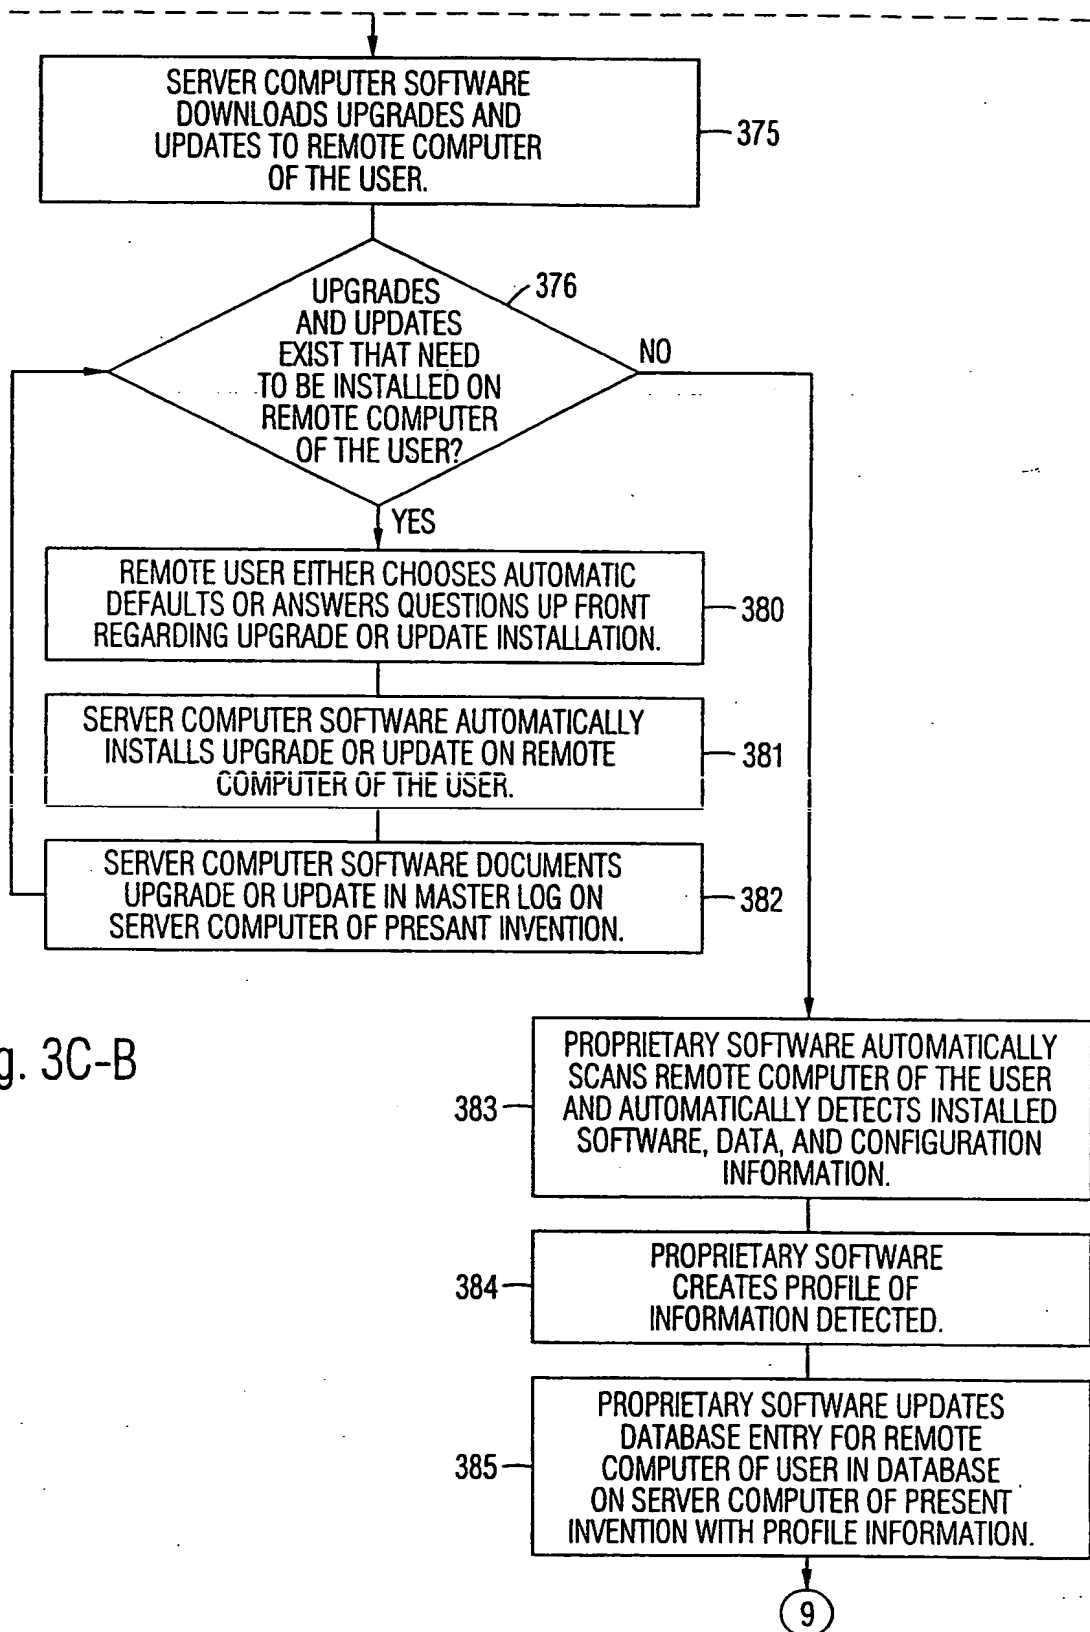 SERVER COMPUTER SOFTWARE
DOWNLOADS UPGRADES AND
UPDATES TO REMOTE COMPUTER
OF THE USER.
375
UPGRADES
AND UPDATES
EXIST THAT NEED
TO BE INSTALLED ON
REMOTE COMPUTER
OF THE USER?
376
NO
YES
REMOTE USER EITHER CHOOSES AUTOMATIC
DEFAULTS OR ANSWERS QUESTIONS UP FRONT
REGARDING UPGRADE OR UPDATE INSTALLATION.
380
SERVER COMPUTER SOFTWARE AUTOMATICALLY
INSTALLS UPGRADE OR UPDATE ON REMOTE
COMPUTER OF THE USER.
381
SERVER COMPUTER SOFTWARE DOCUMENTS
UPGRADE OR UPDATE IN MASTER LOG ON
SERVER COMPUTER OF PRESANT INVENTION.
382
g. 3C-B
PROPRIETARY SOFTWARE AUTOMATICALLY
SCANS REMOTE COMPUTER OF THE USER
AND AUTOMATICALLY DETECTS INSTALLED
SOFTWARE, DATA, AND CONFIGURATION
INFORMATION.
383
PROPRIETARY SOFTWARE
CREATES PROFILE OF
INFORMATION DETECTED.
384
PROPRIETARY SOFTWARE UPDATES
DATABASE ENTRY FOR REMOTE
COMPUTER OF USER IN DATABASE
ON SERVER COMPUTER OF PRESENT
INVENTION WITH PROFILE INFORMATION.
385
9